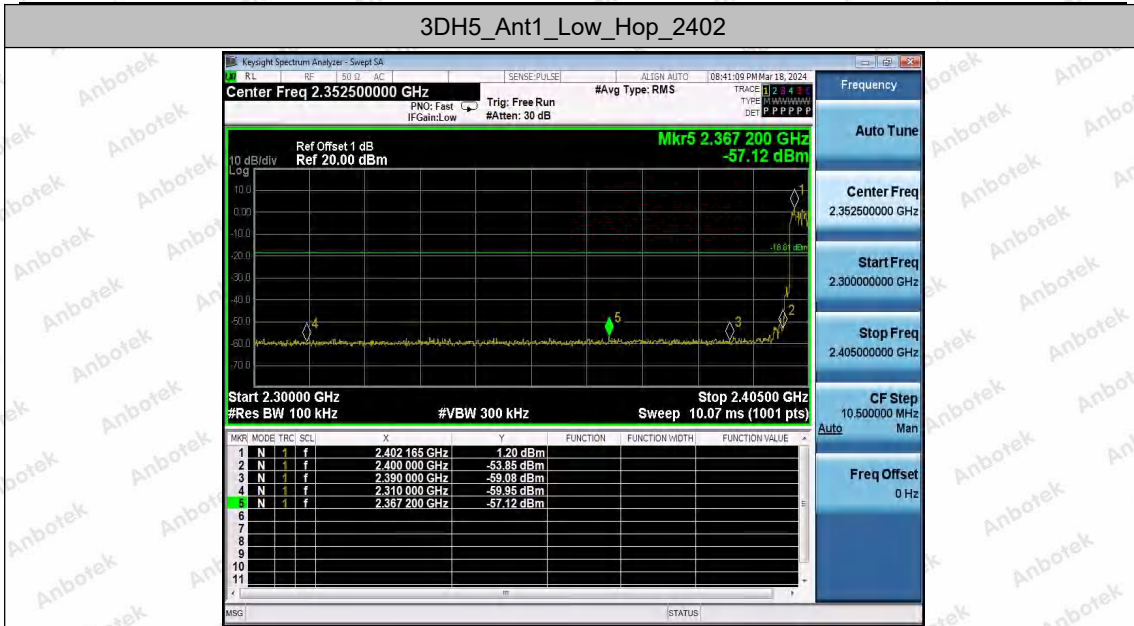 3DH5_Ant1_Low_Hop_2402
Keysight Spectrum Analyzer - Swept SA
RL RF 50 Ω AC SENSE:PULSE ALIGN AUTO 08:41:09 PM Mar 18, 2024
Center Freq 2.352500000 GHz
PNO: Fast
IFGain:Low
Trig: Free Run
#Atten: 30 dB
#Avg Type: RMS
TRACE 1 2 3 4 5 6
TYPE M WWWWW
DET P P P P P P
Ref Offset 1 dB
10 dB/div Ref 20.00 dBm
Log
Mkr5 2.367 200 GHz
-57.12 dBm
10.0
0.00
-10.0
-20.0
-30.0
-40.0
-50.0
-60.0
-70.0
-18.81 dBm
1
2
3
4
5
Start 2.30000 GHz Stop 2.40500 GHz
#Res BW 100 kHz #VBW 300 kHz Sweep 10.07 ms (1001 pts)
MKR MODE TRC SCL X Y FUNCTION FUNCTION WIDTH FUNCTION VALUE
1 N 1 f 2.402 165 GHz 1.20 dBm
2 N 1 f 2.400 000 GHz -53.85 dBm
3 N 1 f 2.390 000 GHz -59.08 dBm
4 N 1 f 2.310 000 GHz -59.95 dBm
5 N 1 f 2.367 200 GHz -57.12 dBm
6
7
8
9
10
11
MSG STATUS
Frequency
Auto Tune
Center Freq
2.352500000 GHz
Start Freq
2.300000000 GHz
Stop Freq
2.405000000 GHz
CF Step
10.500000 MHz
Auto Man
Freq Offset
0 Hz
Anbotek